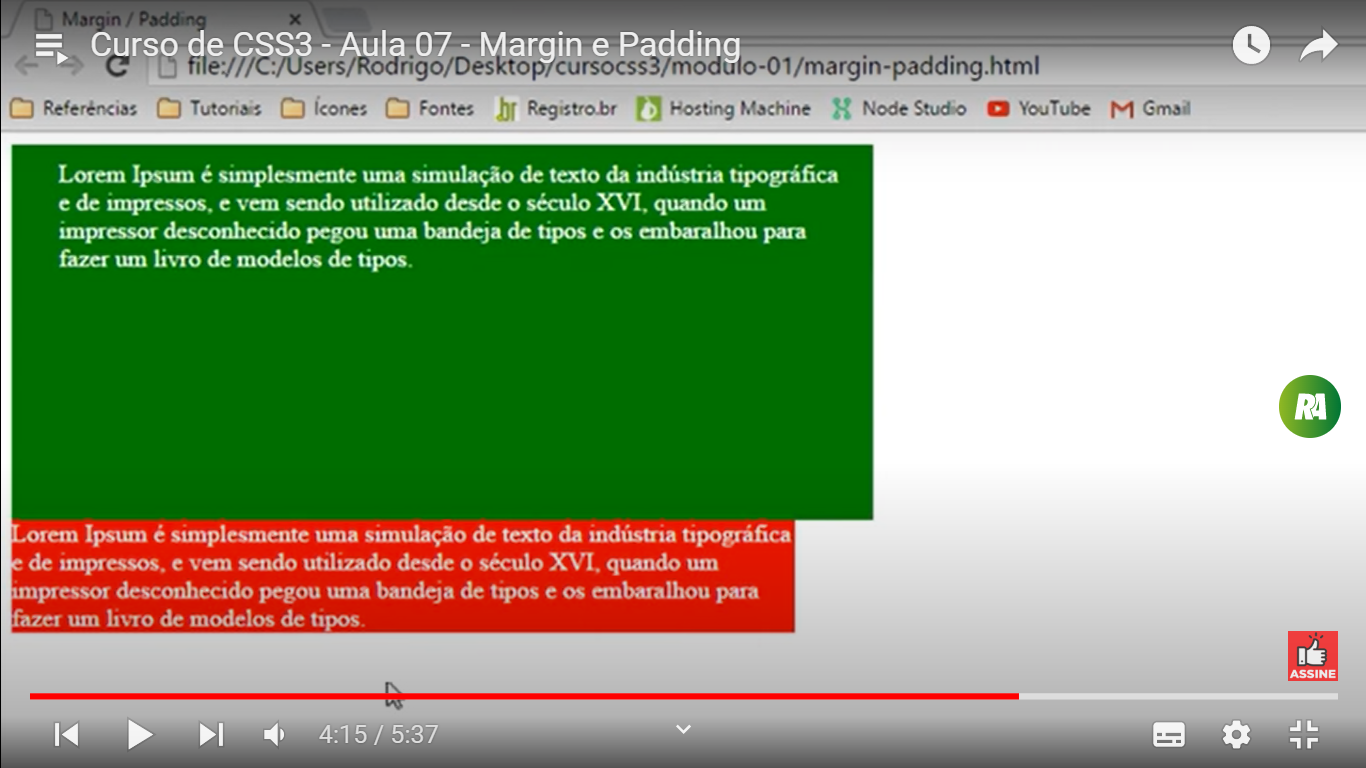 Margin / Padding
Curso de CSS3 - Aula 07 - Margin e Padding
file:///C:/Users/Rodrigo/Desktop/cursocss3/modulo-01/margin-padding.html
Referências Tutoriais Ícones Fontes Registro.br Hosting Machine Node Studio YouTube Gmail
Lorem Ipsum é simplesmente uma simulação de texto da indústria tipográfica
e de impressos, e vem sendo utilizado desde o século XVI, quando um
impressor desconhecido pegou uma bandeja de tipos e os embaralhou para
fazer um livro de modelos de tipos.
RA
Lorem Ipsum é simplesmente uma simulação de texto da indústria tipográfica
e de impressos, e vem sendo utilizado desde o século XVI, quando um
impressor desconhecido pegou uma bandeja de tipos e os embaralhou para
fazer um livro de modelos de tipos.
ASSINE
4:15 / 5:37